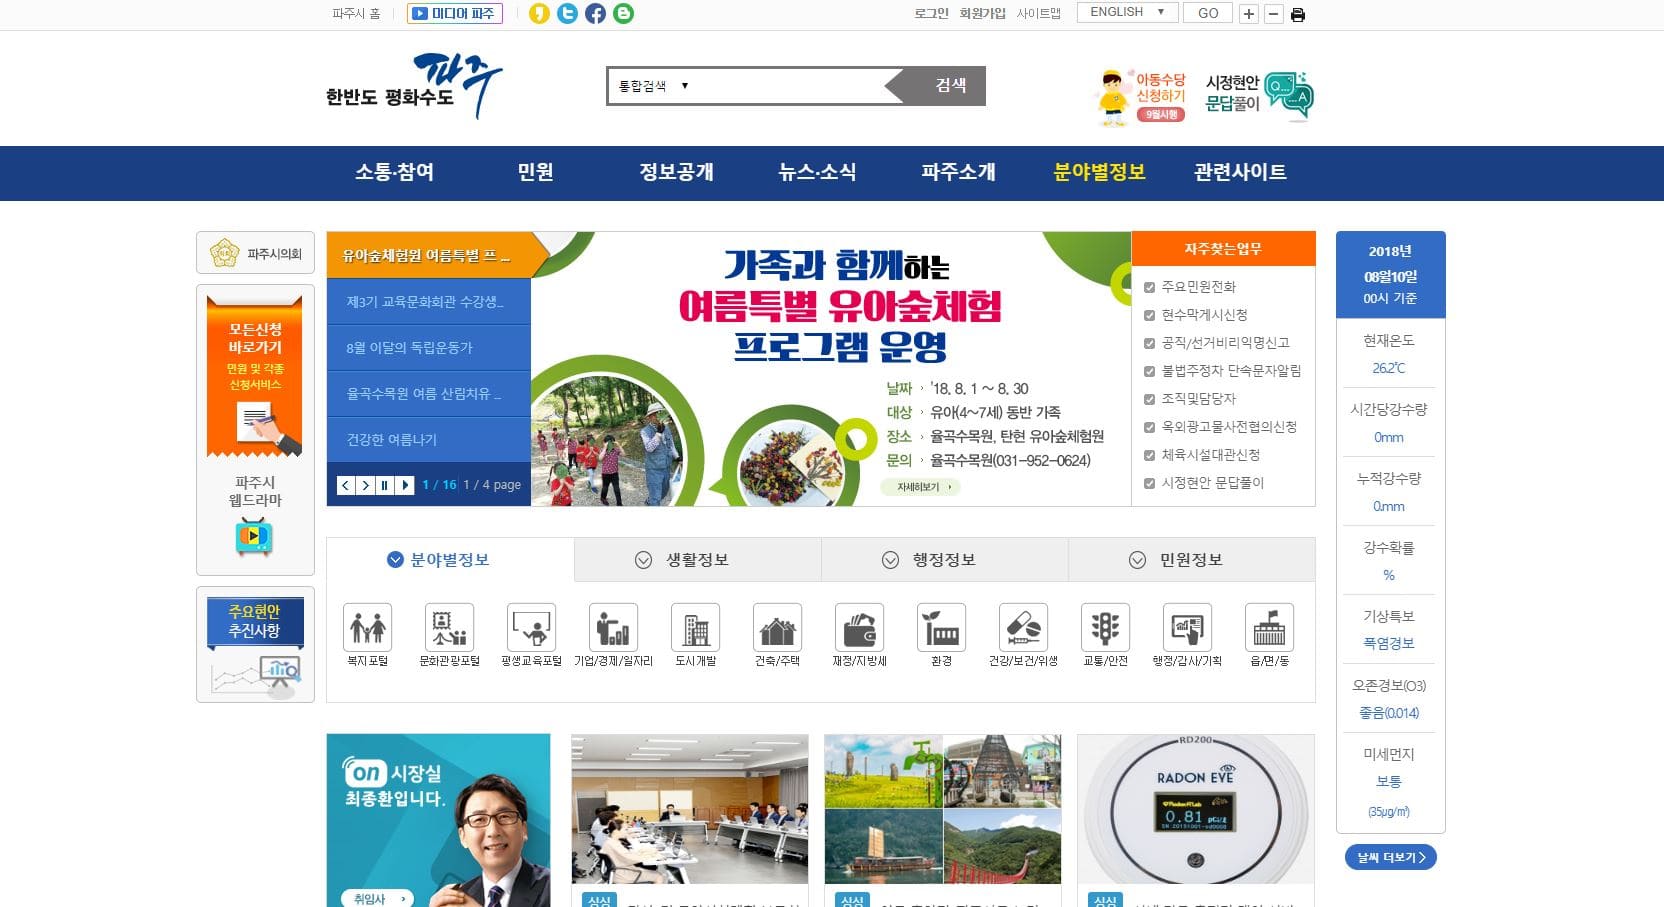 파주시 홈
미디어 파주
로그인 회원가입 사이트맵
ENGLISH
GO
파주
한반도 평화수도
통합검색
검색
아동수당
신청하기
9월시행
시정현안
문답풀이
Q...
...A
소통·참여 민원 정보공개 뉴스·소식 파주소개 분야별정보 관련사이트
파주시의회
모든신청
바로가기
민원 및 각종
신청서비스
파주시
웹드라마
주요현안
추진사항
유아숲체험원 여름특별 프 ...
제3기 교육문화회관 수강생...
8월 이달의 독립운동가
율곡수목원 여름 산림치유 ...
건강한 여름나기
1 / 16 1 / 4 page
가족과 함께하는
여름특별 유아숲체험
프로그램 운영
날짜 › '18. 8. 1 ~ 8. 30
대상 › 유아(4~7세) 동반 가족
장소 › 율곡수목원, 탄현 유아숲체험원
문의 › 율곡수목원(031-952-0624)
자세히보기 ›
자주찾는업무
주요민원전화
현수막게시신청
공직/선거비리익명신고
불법주정차 단속문자알림
조직및담당자
옥외광고물사전협의신청
체육시설대관신청
시정현안 문답풀이
2018년
08월10일
00시 기준
현재온도
26.2℃
시간당강수량
0mm
누적강수량
0.mm
강수확률
%
기상특보
폭염경보
오존경보(O3)
좋음(0.014)
미세먼지
보통
(35㎍/㎥)
날씨 더보기
분야별정보 생활정보 행정정보 민원정보
복지포털 문화관광포털 평생교육포털 기업/경제/일자리 도시개발 건축/주택 재정/지방세 환경 건강/보건/위생 교통/안전 행정/감사/기획 읍/면/동
on 시장실
최종환입니다.
취임사 ›
RD200
RADON EYE
0.81 pCi/ℓ
싱싱
싱싱
싱싱